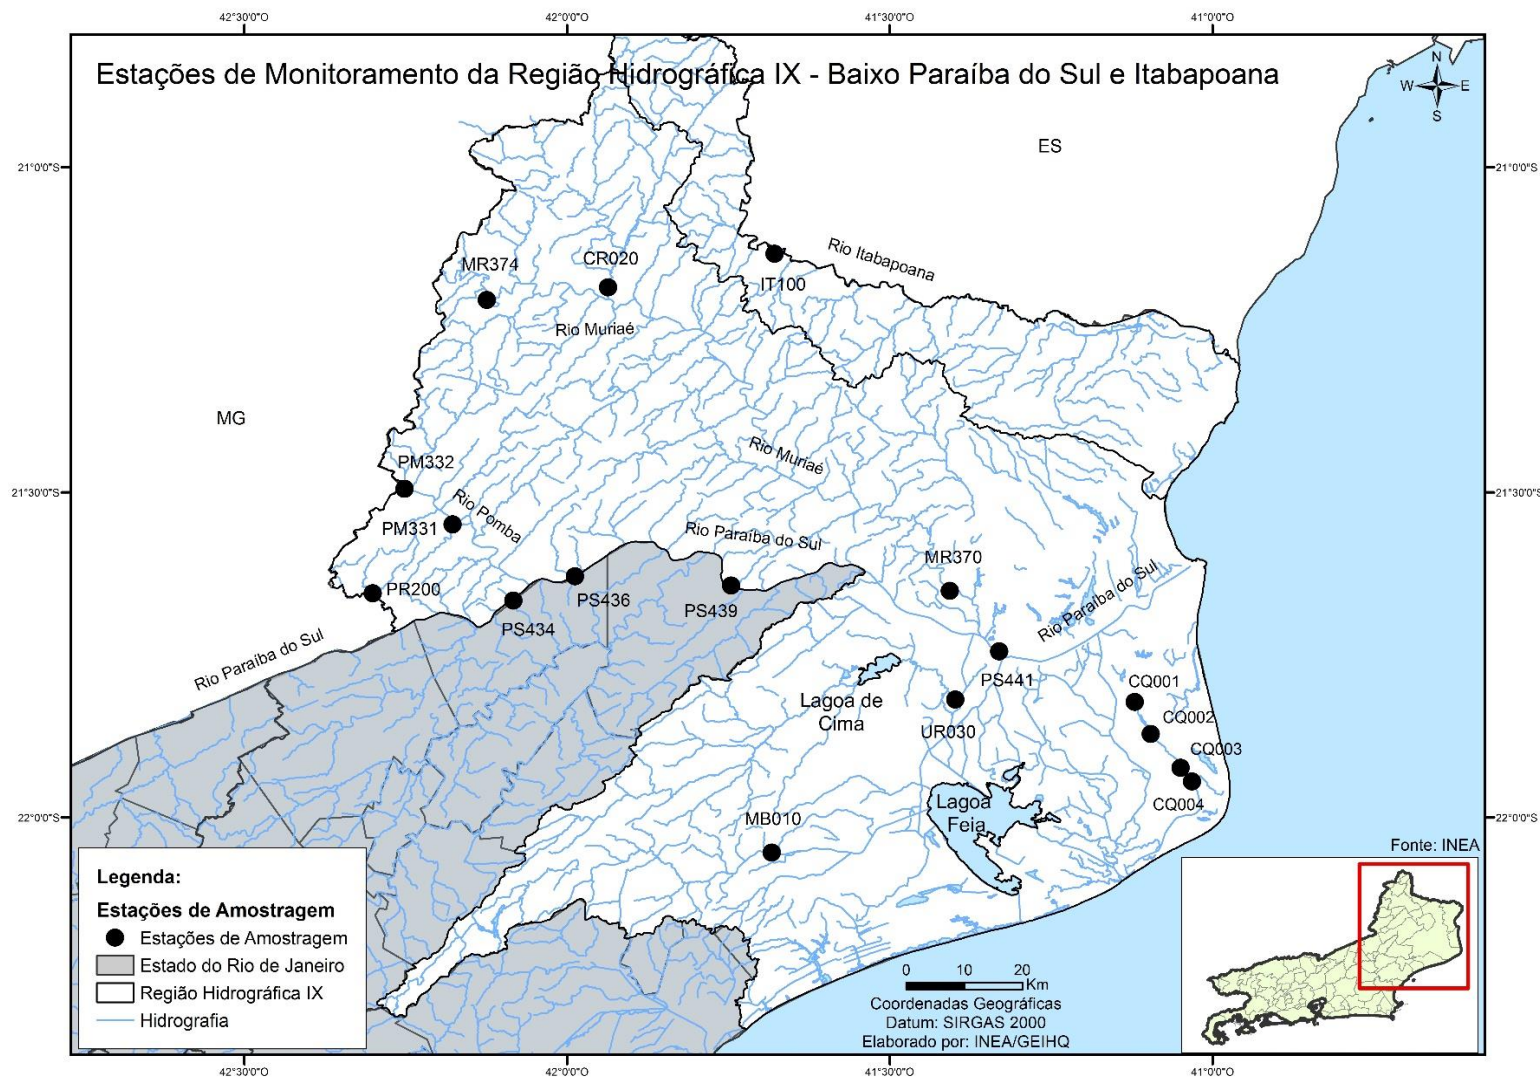 42°30'0"O
42°0'0"O
41°30'0"O
41°0'0"O
Estações de Monitoramento da Região Hidrográfica IX - Baixo Paraíba do Sul e Itabapoana
N
W
E
S
ES
21°0'0"S
21°0'0"S
Rio Itabapoana
MR374
CR020
IT100
Rio Muriaé
MG
Rio Muriaé
PM332
21°30'0"S
21°30'0"S
Rio Pomba
PM331
Rio Paraíba do Sul
MR370
PR200
PS436
PS439
Rio Paraíba do Sul
PS434
Rio Paraíba do Sul
PS441
CQ001
Lagoa de
Cima
UR030
CQ002
CQ003
CQ004
Lagoa
Feia
MB010
22°0'0"S
22°0'0"S
Fonte: INEA
Legenda:
Estações de Amostragem
Estações de Amostragem
Estado do Rio de Janeiro
Região Hidrográfica IX
Hidrografia
0 10 20
Km
Coordenadas Geográficas
Datum: SIRGAS 2000
Elaborado por: INEA/GEIHQ
42°30'0"O
42°0'0"O
41°30'0"O
41°0'0"O